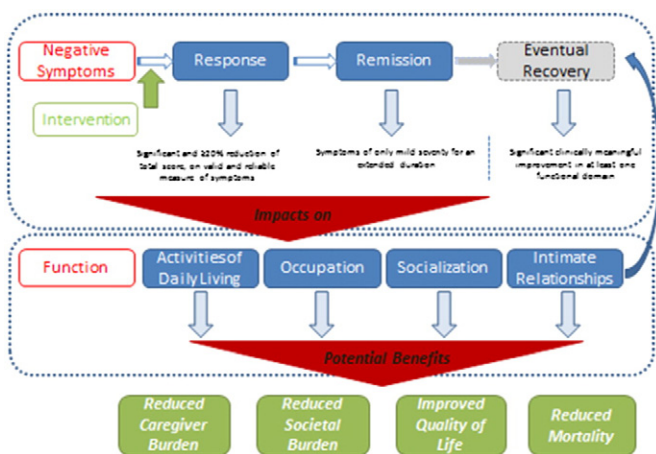 Negative
Symptoms
Response
Remission
Eventual
Recovery
Intervention
Significant and ≥20% reduction of
total score, on valid and reliable
measure of symptoms
Symptoms of only mild severity for an
extended duration
Significant clinically meaningful
improvement in at least one
functional domain
Impacts on
Function
Activities of
Daily Living
Occupation
Socialization
Intimate
Relationships
Potential Benefits
Reduced
Caregiver
Burden
Reduced
Societal
Burden
Improved
Quality of
Life
Reduced
Mortality